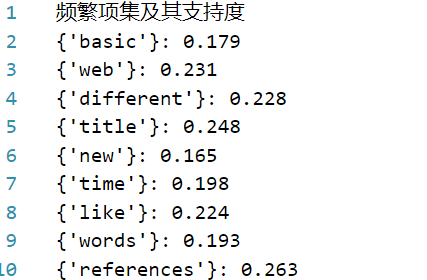 1 频繁项集及其支持度
2 {'basic'}: 0.179
3 {'web'}: 0.231
4 {'different'}: 0.228
5 {'title'}: 0.248
6 {'new'}: 0.165
7 {'time'}: 0.198
8 {'like'}: 0.224
9 {'words'}: 0.193
10 {'references'}: 0.263